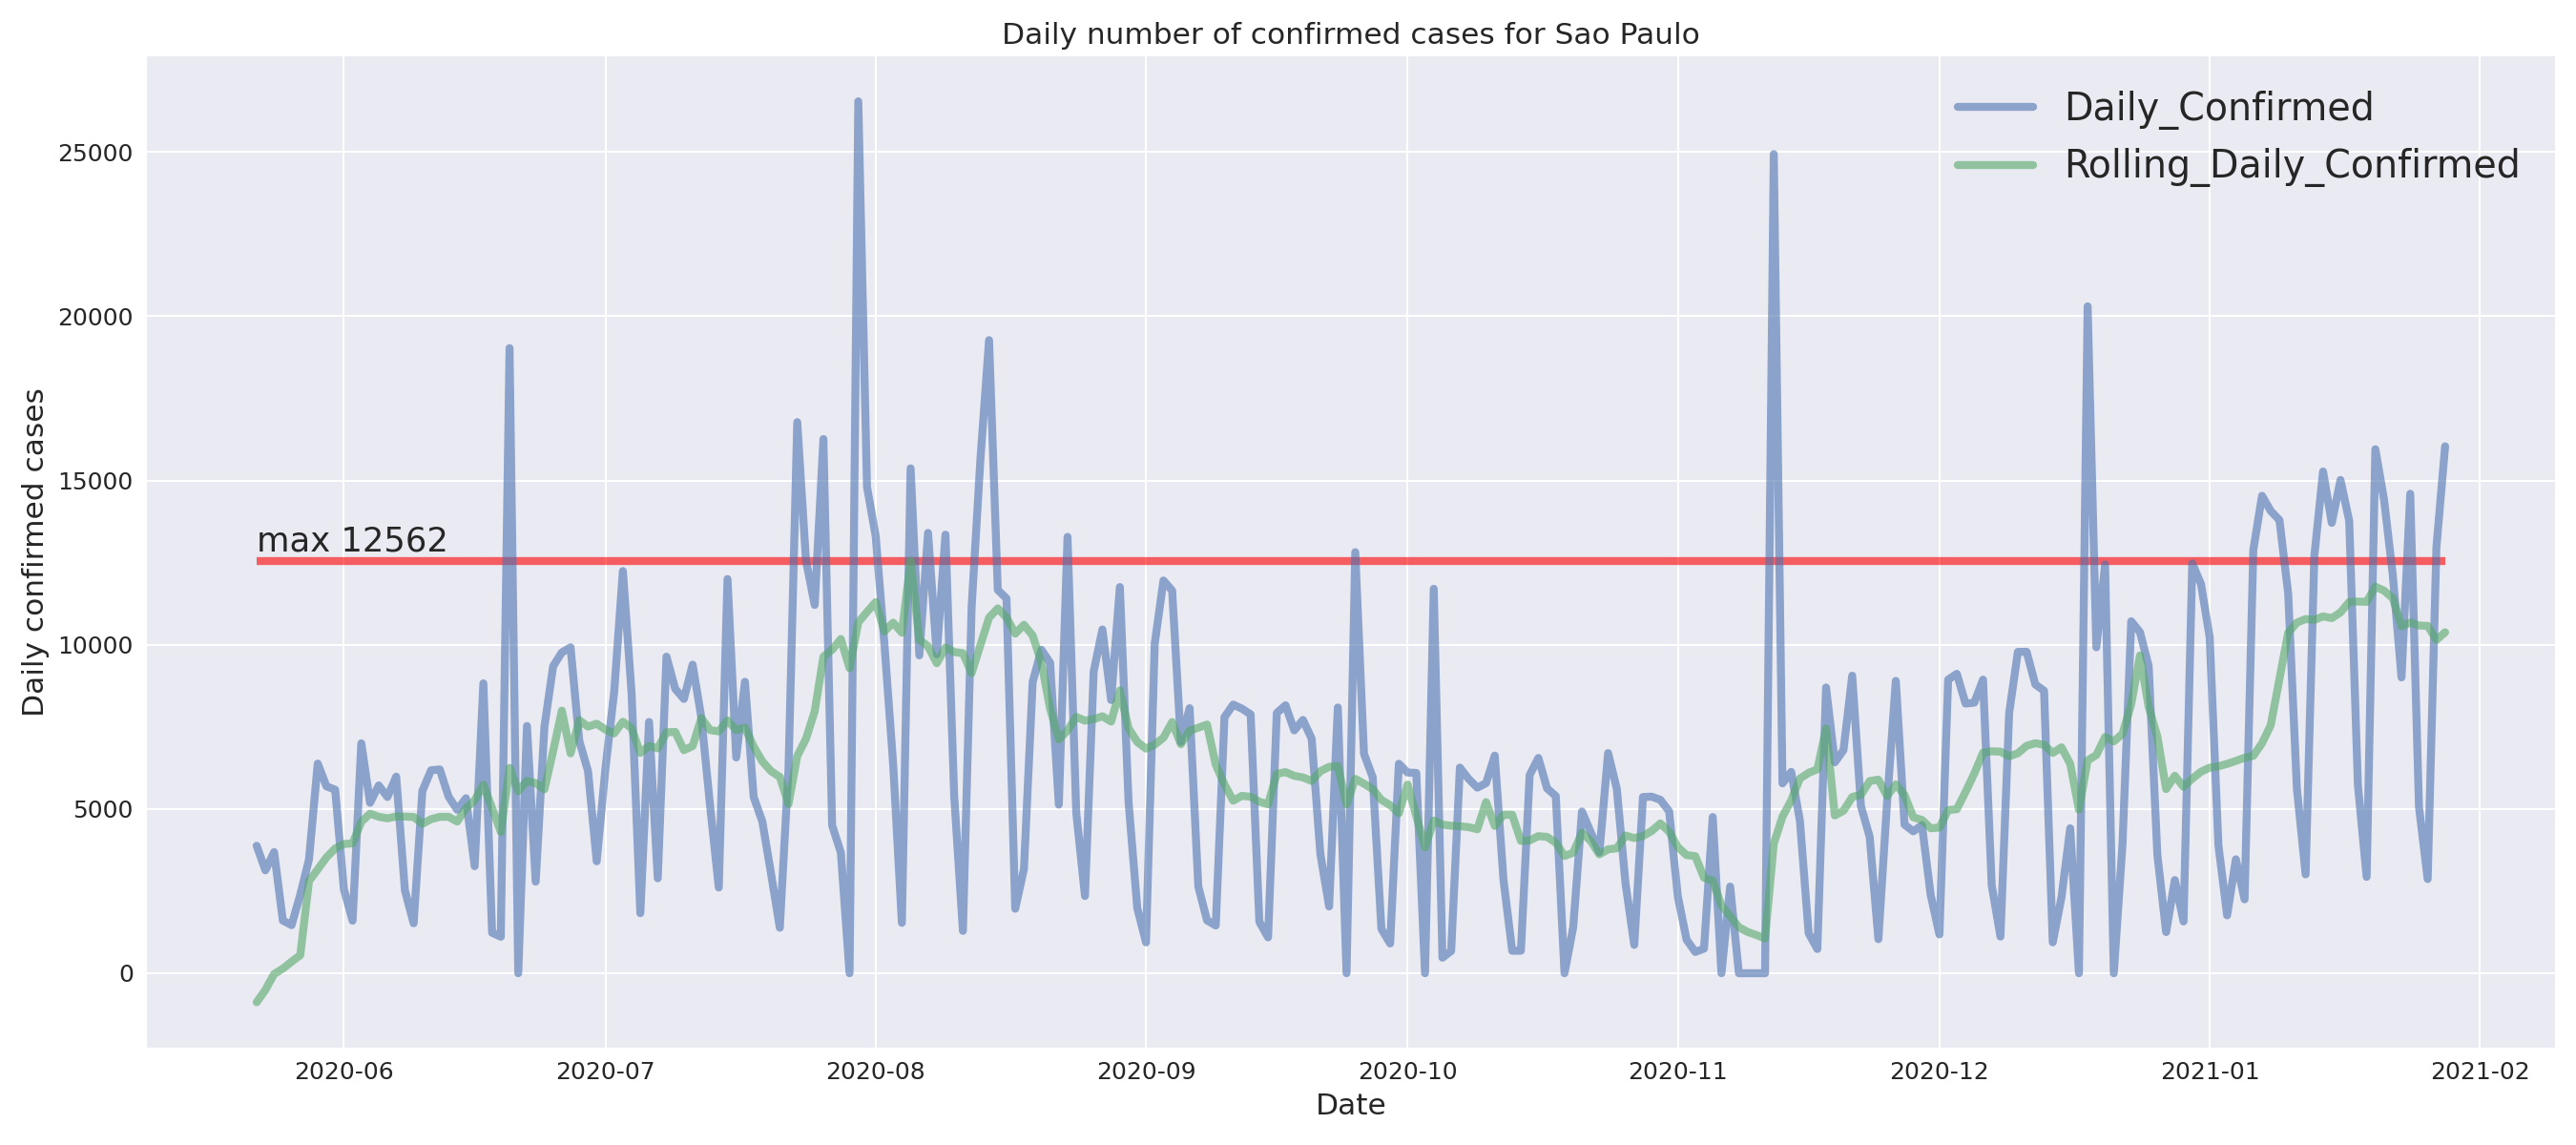 Daily number of confirmed cases for Sao Paulo
Daily_Confirmed
Rolling_Daily_Confirmed
Daily confirmed cases
25000
20000
15000
10000
5000
0
max 12562
2020-06
2020-07
2020-08
2020-09
2020-10
2020-11
2020-12
2021-01
2021-02
Date